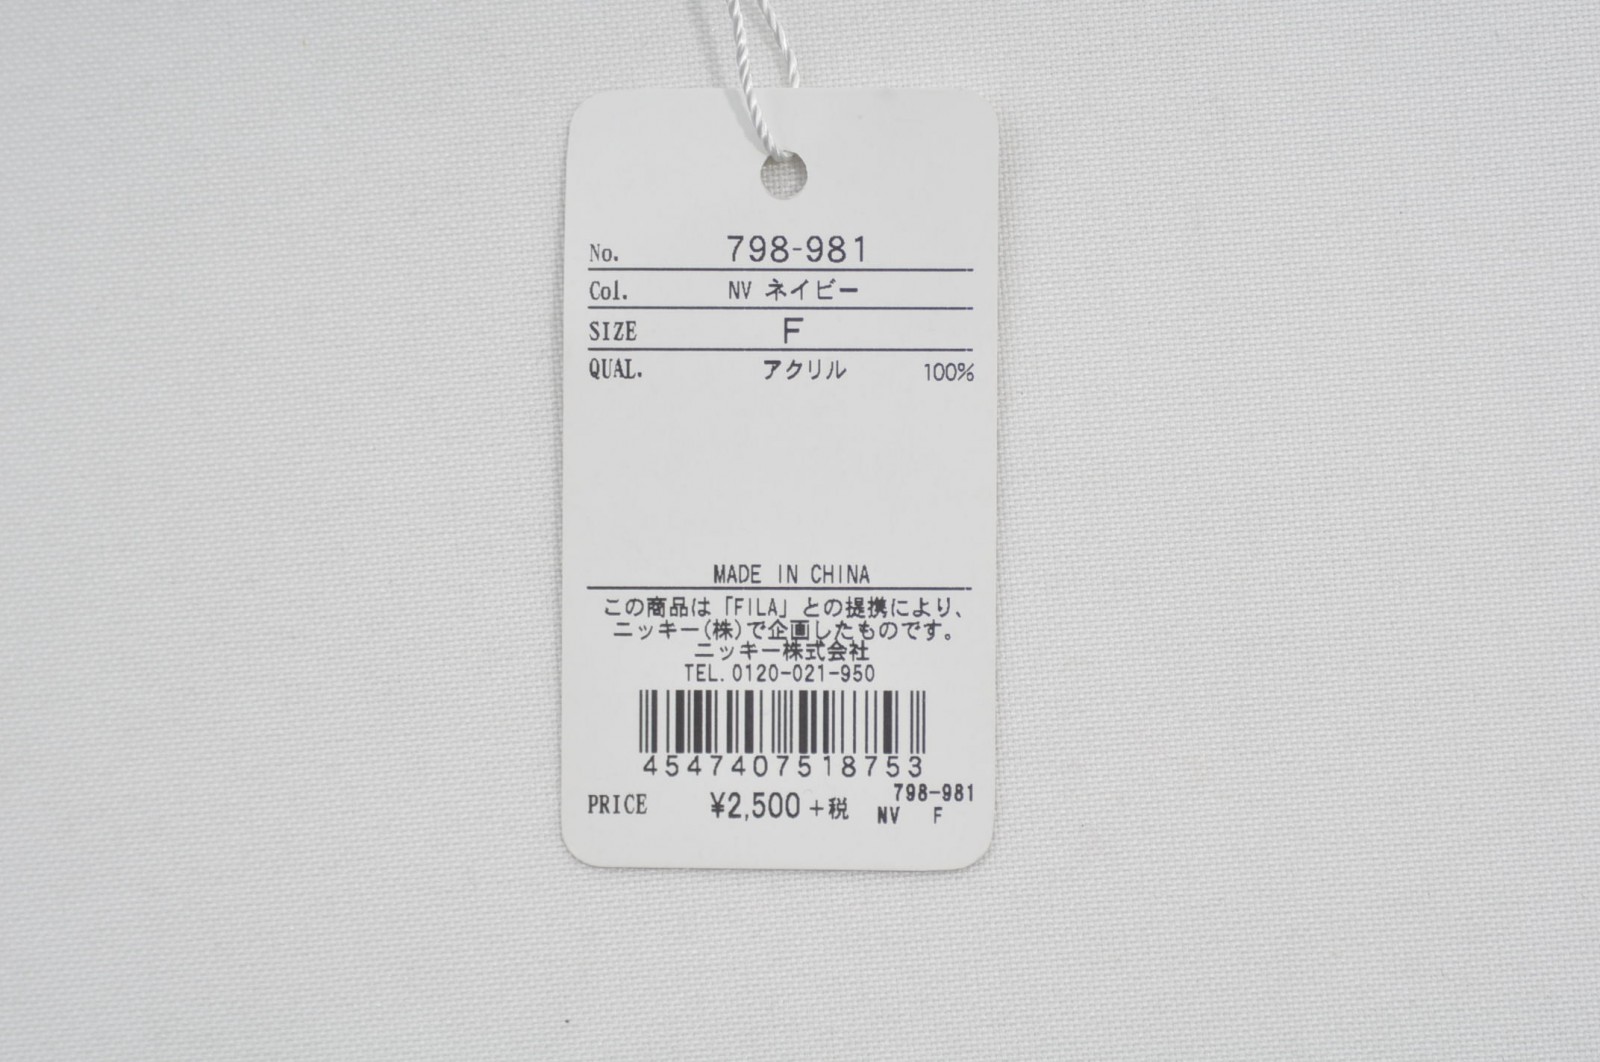 No. 798-981
Col. NV ネイビー
SIZE F
QUAL. アクリル 100%
MADE IN CHINA
この商品は「FILA」との提携により、
ニッキー(株)で企画したものです。
ニッキー株式会社
TEL. 0120-021-950
4547407518753
PRICE ¥2,500+税
798-981
NV F